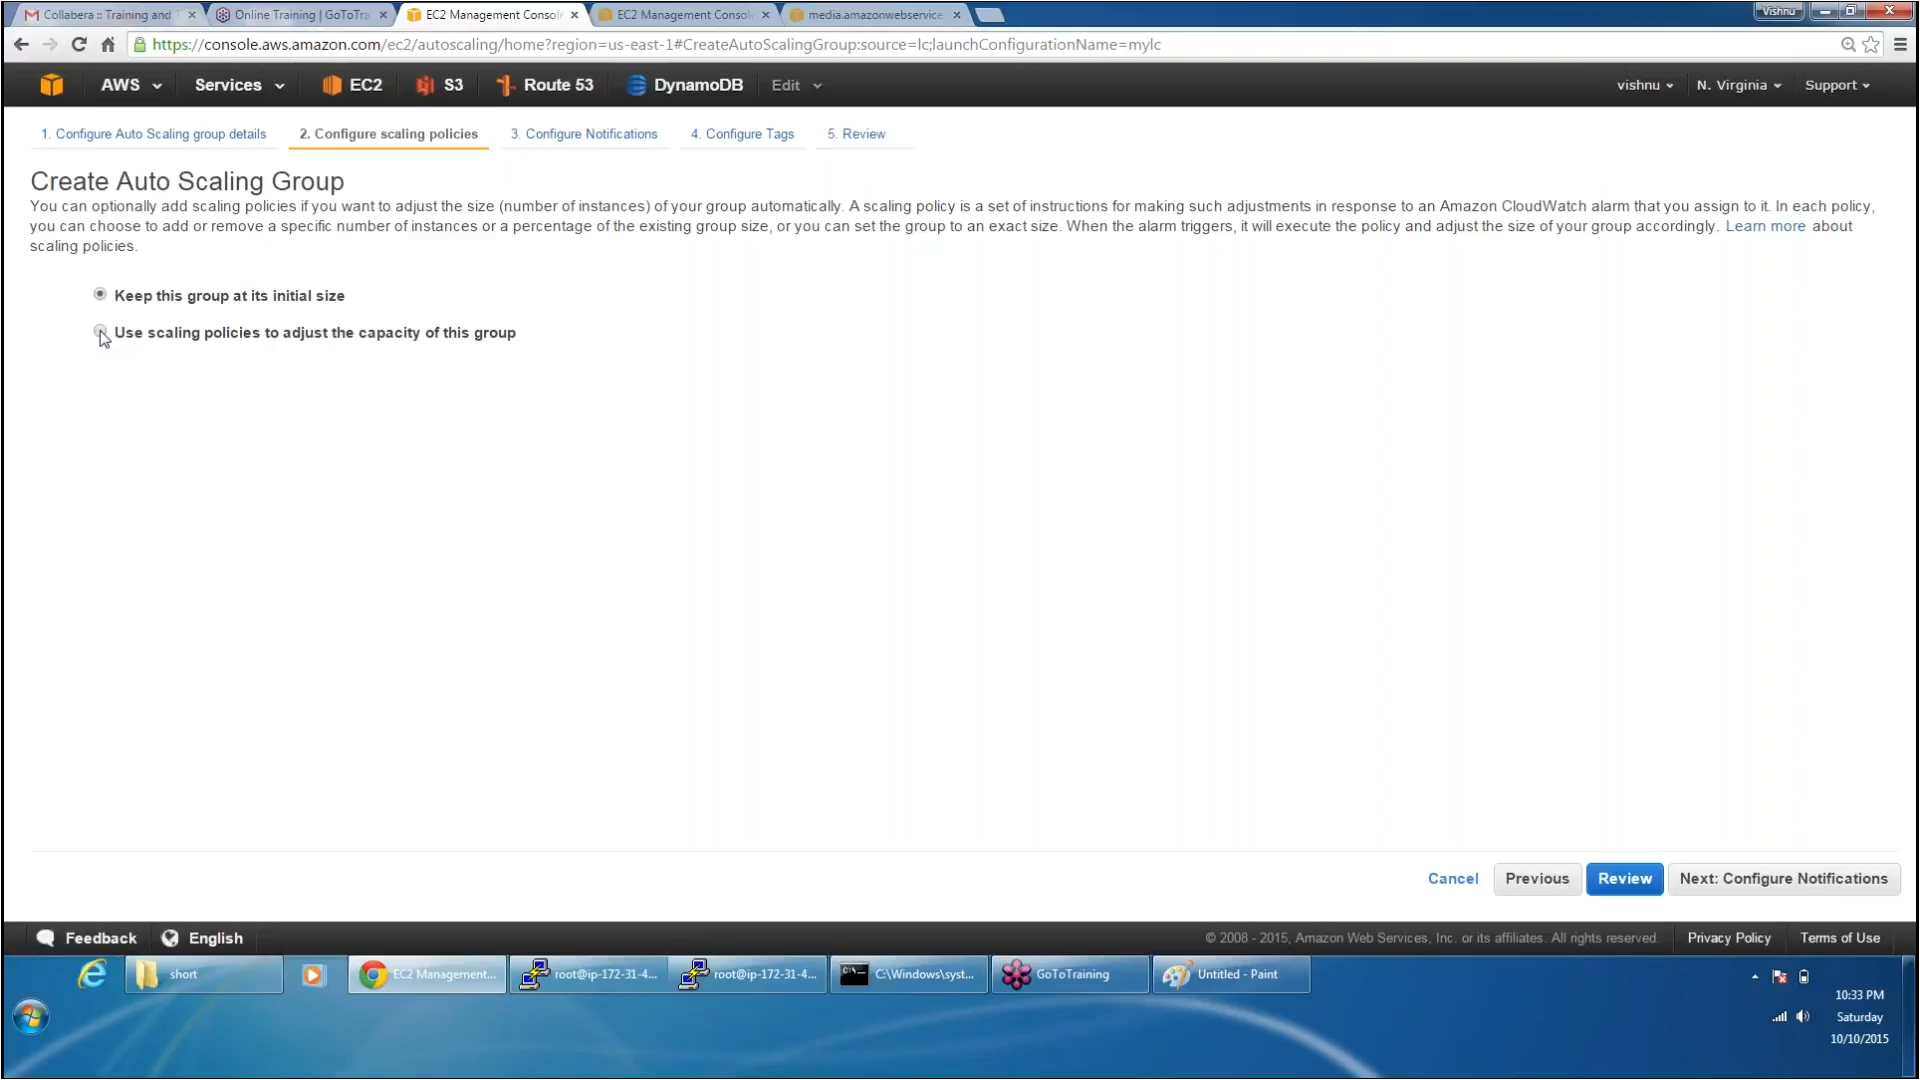 Collabera :: Training and T
Online Training | GoToTra
EC2 Management Console
EC2 Management Console
media.amazonwebservice
Vishnu
https://console.aws.amazon.com/ec2/autoscaling/home?region=us-east-1#CreateAutoScalingGroup:source=lc;launchConfigurationName=mylc
AWS Services EC2 S3 Route 53 DynamoDB Edit vishnu N. Virginia Support
1. Configure Auto Scaling group details 2. Configure scaling policies 3. Configure Notifications 4. Configure Tags 5. Review
Create Auto Scaling Group
You can optionally add scaling policies if you want to adjust the size (number of instances) of your group automatically. A scaling policy is a set of instructions for making such adjustments in response to an Amazon CloudWatch alarm that you assign to it. In each policy,
you can choose to add or remove a specific number of instances or a percentage of the existing group size, or you can set the group to an exact size. When the alarm triggers, it will execute the policy and adjust the size of your group accordingly. Learn more about
scaling policies.
Keep this group at its initial size
Use scaling policies to adjust the capacity of this group
Cancel Previous Review Next: Configure Notifications
Feedback English © 2008 - 2015, Amazon Web Services, Inc. or its affiliates. All rights reserved. Privacy Policy Terms of Use
short EC2 Management... root@ip-172-31-4... root@ip-172-31-4... C:\Windows\syst... GoToTraining Untitled - Paint
10:33 PM
Saturday
10/10/2015